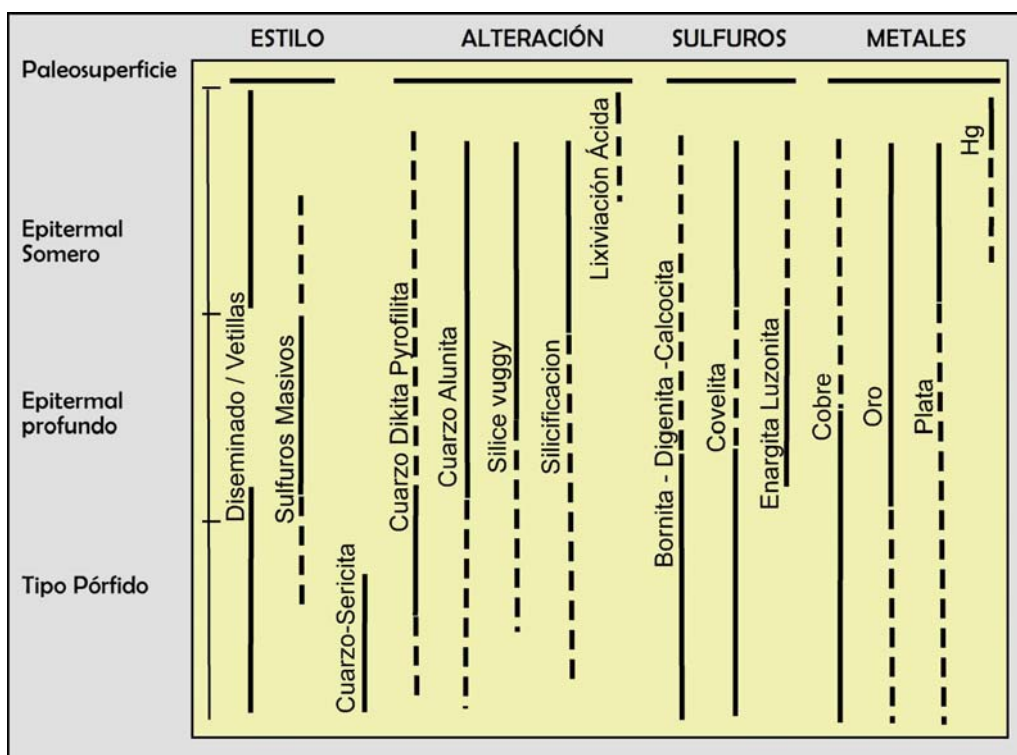 ESTILO
ALTERACIÓN
SULFUROS
METALES
Paleosuperficie
Epitermal
Somero
Epitermal
profundo
Tipo Pórfido
Diseminado / Vetillas
Sulfuros Masivos
Cuarzo-Sericita
Cuarzo Dikita Pyrofilita
Cuarzo Alunita
Silice vuggy
Silicificacion
Lixiviación Ácida
Bornita - Digenita -Calcocita
Covelita
Enargita Luzonita
Cobre
Oro
Plata
Hg